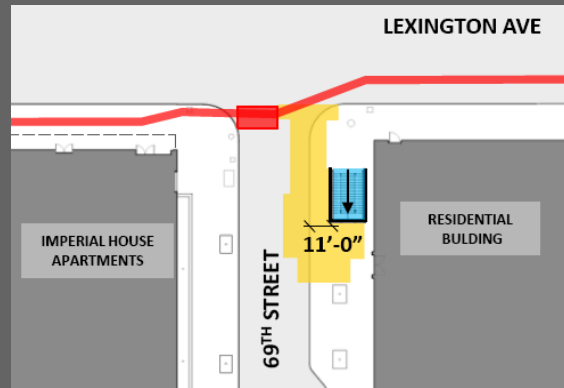 LEXINGTON AVE
IMPERIAL HOUSE
APARTMENTS
RESIDENTIAL
BULDING
11'-0”
69TH STREET